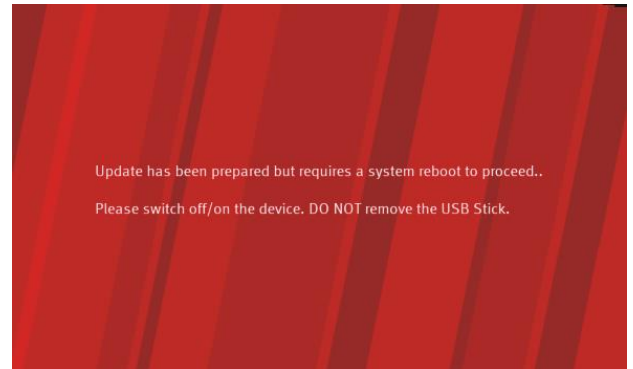 Update has been prepared but requires a system reboot to proceed..
Please switch off/on the device. DO NOT remove the USB Stick.